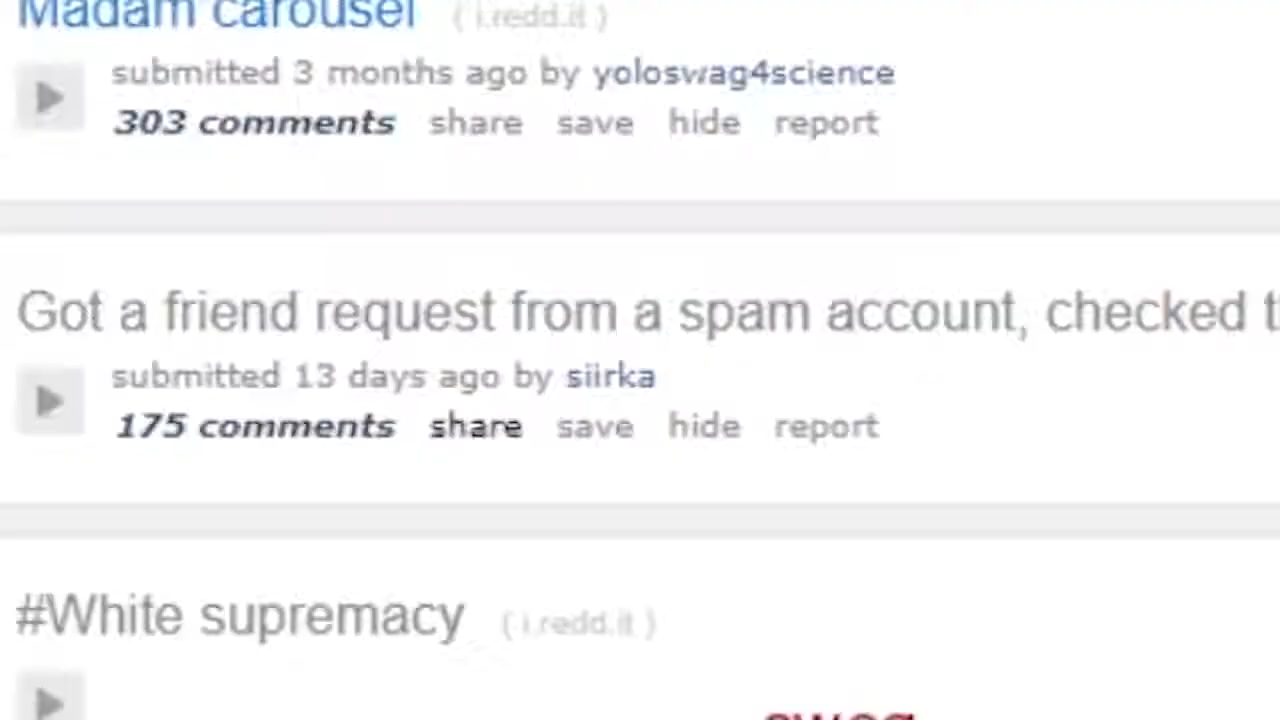 Madam carousel (i.redd.it)
submitted 3 months ago by yoloswag4science
303 comments share save hide report
Got a friend request from a spam account, checked t
submitted 13 days ago by siirka
175 comments share save hide report
#White supremacy (i.redd.it)
swag